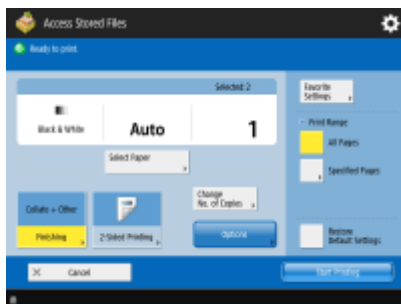 Access Stored Files
Ready to print.
Selected: 2
Black & White
Auto
1
Select Paper
Change
No. of Copies
Collate + Other
Finishing
2-Sided Printing
Options
Favorite
Settings
Print Range
All Pages
Specified Pages
Restore
Default Settings
Cancel
Start Printing